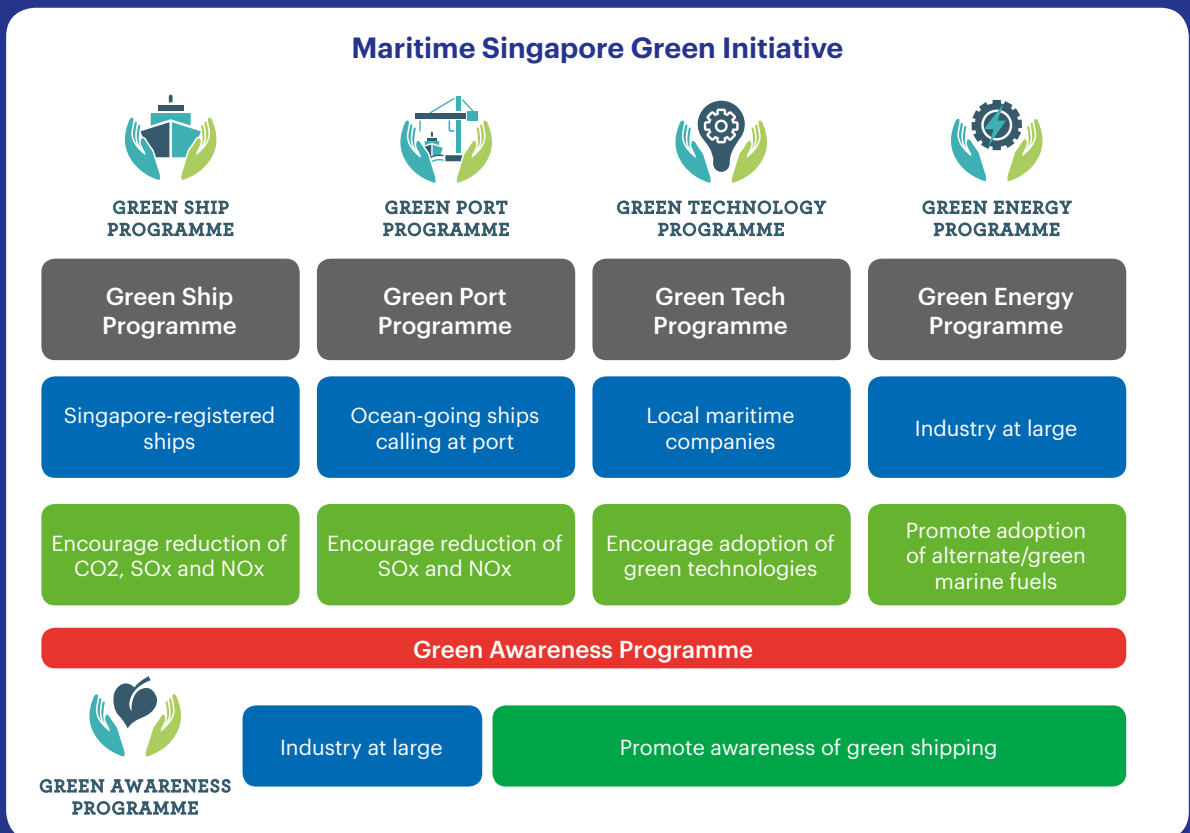 Maritime Singapore Green Initiative
GREEN SHIP
PROGRAMME
GREEN PORT
PROGRAMME
GREEN TECHNOLOGY
PROGRAMME
GREEN ENERGY
PROGRAMME
Green Ship
Programme
Green Port
Programme
Green Tech
Programme
Green Energy
Programme
Singapore-registered
ships
Ocean-going ships
calling at port
Local maritime
companies
Industry at large
Encourage reduction of
CO2, SOx and NOx
Encourage reduction of
SOx and NOx
Encourage adoption of
green technologies
Promote adoption
of alternate/green
marine fuels
Green Awareness Programme
GREEN AWARENESS
PROGRAMME
Industry at large
Promote awareness of green shipping